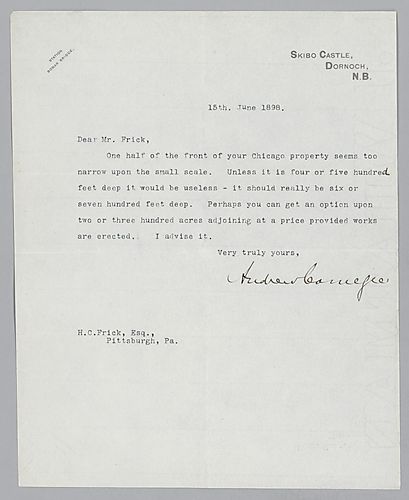 STATION
BONAR BRIDGE.
SKIBO CASTLE,
DORNOCH,
N.B.
15th. June 1898.
Dear Mr. Frick,
One half of the front of your Chicago property seems too
narrow upon the small scale. Unless it is four or five hundred
feet deep it would be useless - it should really be six or
seven hundred feet deep. Perhaps you can get an option upon
two or three hundred acres adjoining at a price provided works
are erected. I advise it.
Very truly yours,
Andrew Carnegie
H.C.Frick, Esq.,
Pittsburgh, Pa.